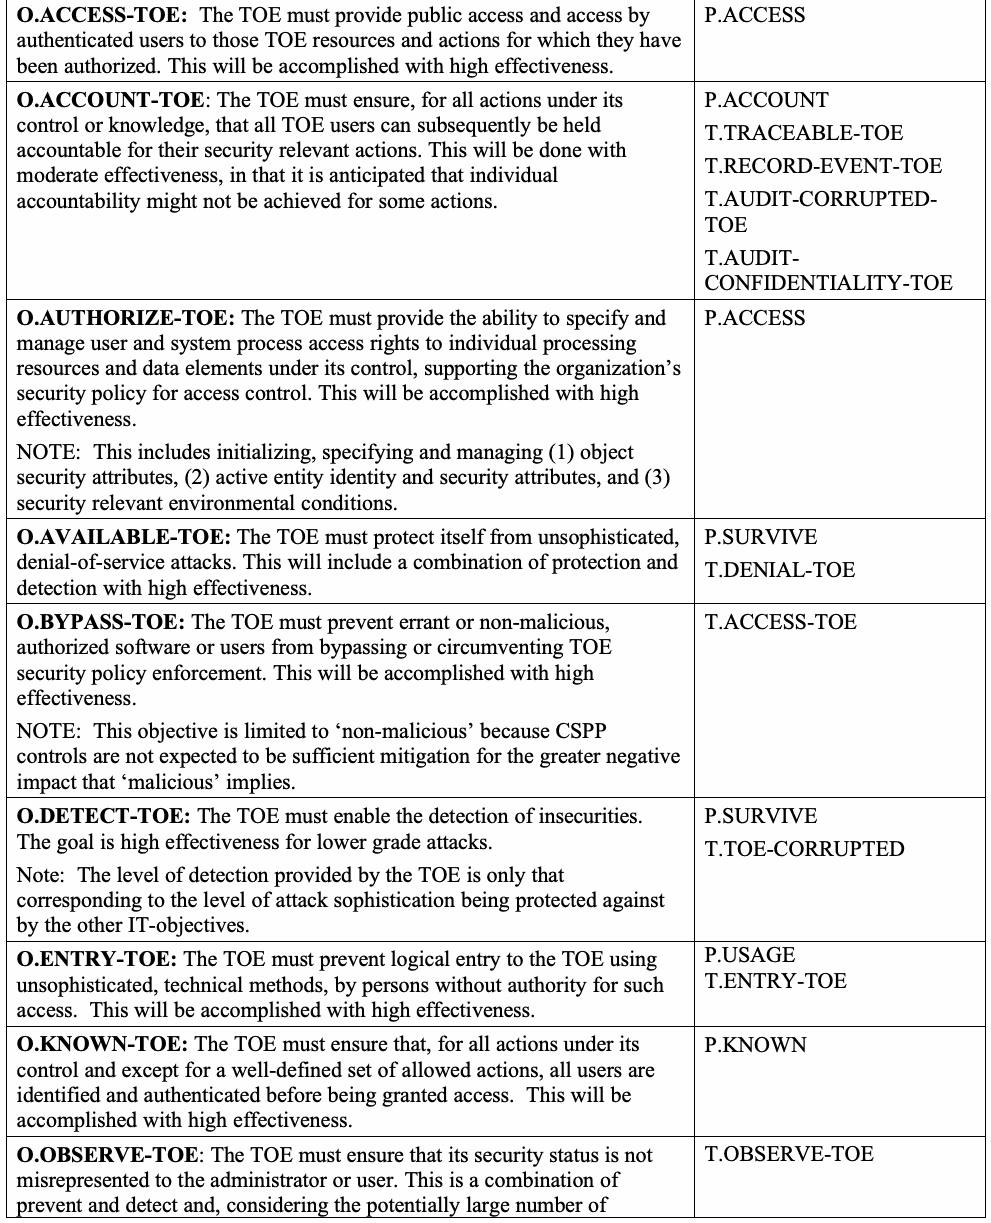 O.ACCESS-TOE:  The TOE must provide public access and access by
authenticated users to those TOE resources and actions for which they have
been authorized. This will be accomplished with high effectiveness.
P.ACCESS
O.ACCOUNT-TOE: The TOE must ensure, for all actions under its
control or knowledge, that all TOE users can subsequently be held
accountable for their security relevant actions. This will be done with
moderate effectiveness, in that it is anticipated that individual
accountability might not be achieved for some actions.
P.ACCOUNT
T.TRACEABLE-TOE
T.RECORD-EVENT-TOE
T.AUDIT-CORRUPTED-
TOE
T.AUDIT-
CONFIDENTIALITY-TOE
O.AUTHORIZE-TOE: The TOE must provide the ability to specify and
manage user and system process access rights to individual processing
resources and data elements under its control, supporting the organization’s
security policy for access control. This will be accomplished with high
effectiveness.
NOTE:  This includes initializing, specifying and managing (1) object
security attributes, (2) active entity identity and security attributes, and (3)
security relevant environmental conditions.
P.ACCESS
O.AVAILABLE-TOE: The TOE must protect itself from unsophisticated,
denial-of-service attacks. This will include a combination of protection and
detection with high effectiveness.
P.SURVIVE
T.DENIAL-TOE
O.BYPASS-TOE: The TOE must prevent errant or non-malicious,
authorized software or users from bypassing or circumventing TOE
security policy enforcement. This will be accomplished with high
effectiveness.
NOTE:  This objective is limited to ‘non-malicious’ because CSPP
controls are not expected to be sufficient mitigation for the greater negative
impact that ‘malicious’ implies.
T.ACCESS-TOE
O.DETECT-TOE: The TOE must enable the detection of insecurities.
The goal is high effectiveness for lower grade attacks.
Note:  The level of detection provided by the TOE is only that
corresponding to the level of attack sophistication being protected against
by the other IT-objectives.
P.SURVIVE
T.TOE-CORRUPTED
O.ENTRY-TOE: The TOE must prevent logical entry to the TOE using
unsophisticated, technical methods, by persons without authority for such
access.  This will be accomplished with high effectiveness.
P.USAGE
T.ENTRY-TOE
O.KNOWN-TOE: The TOE must ensure that, for all actions under its
control and except for a well-defined set of allowed actions, all users are
identified and authenticated before being granted access.  This will be
accomplished with high effectiveness.
P.KNOWN
O.OBSERVE-TOE: The TOE must ensure that its security status is not
misrepresented to the administrator or user. This is a combination of
prevent and detect and, considering the potentially large number of
T.OBSERVE-TOE